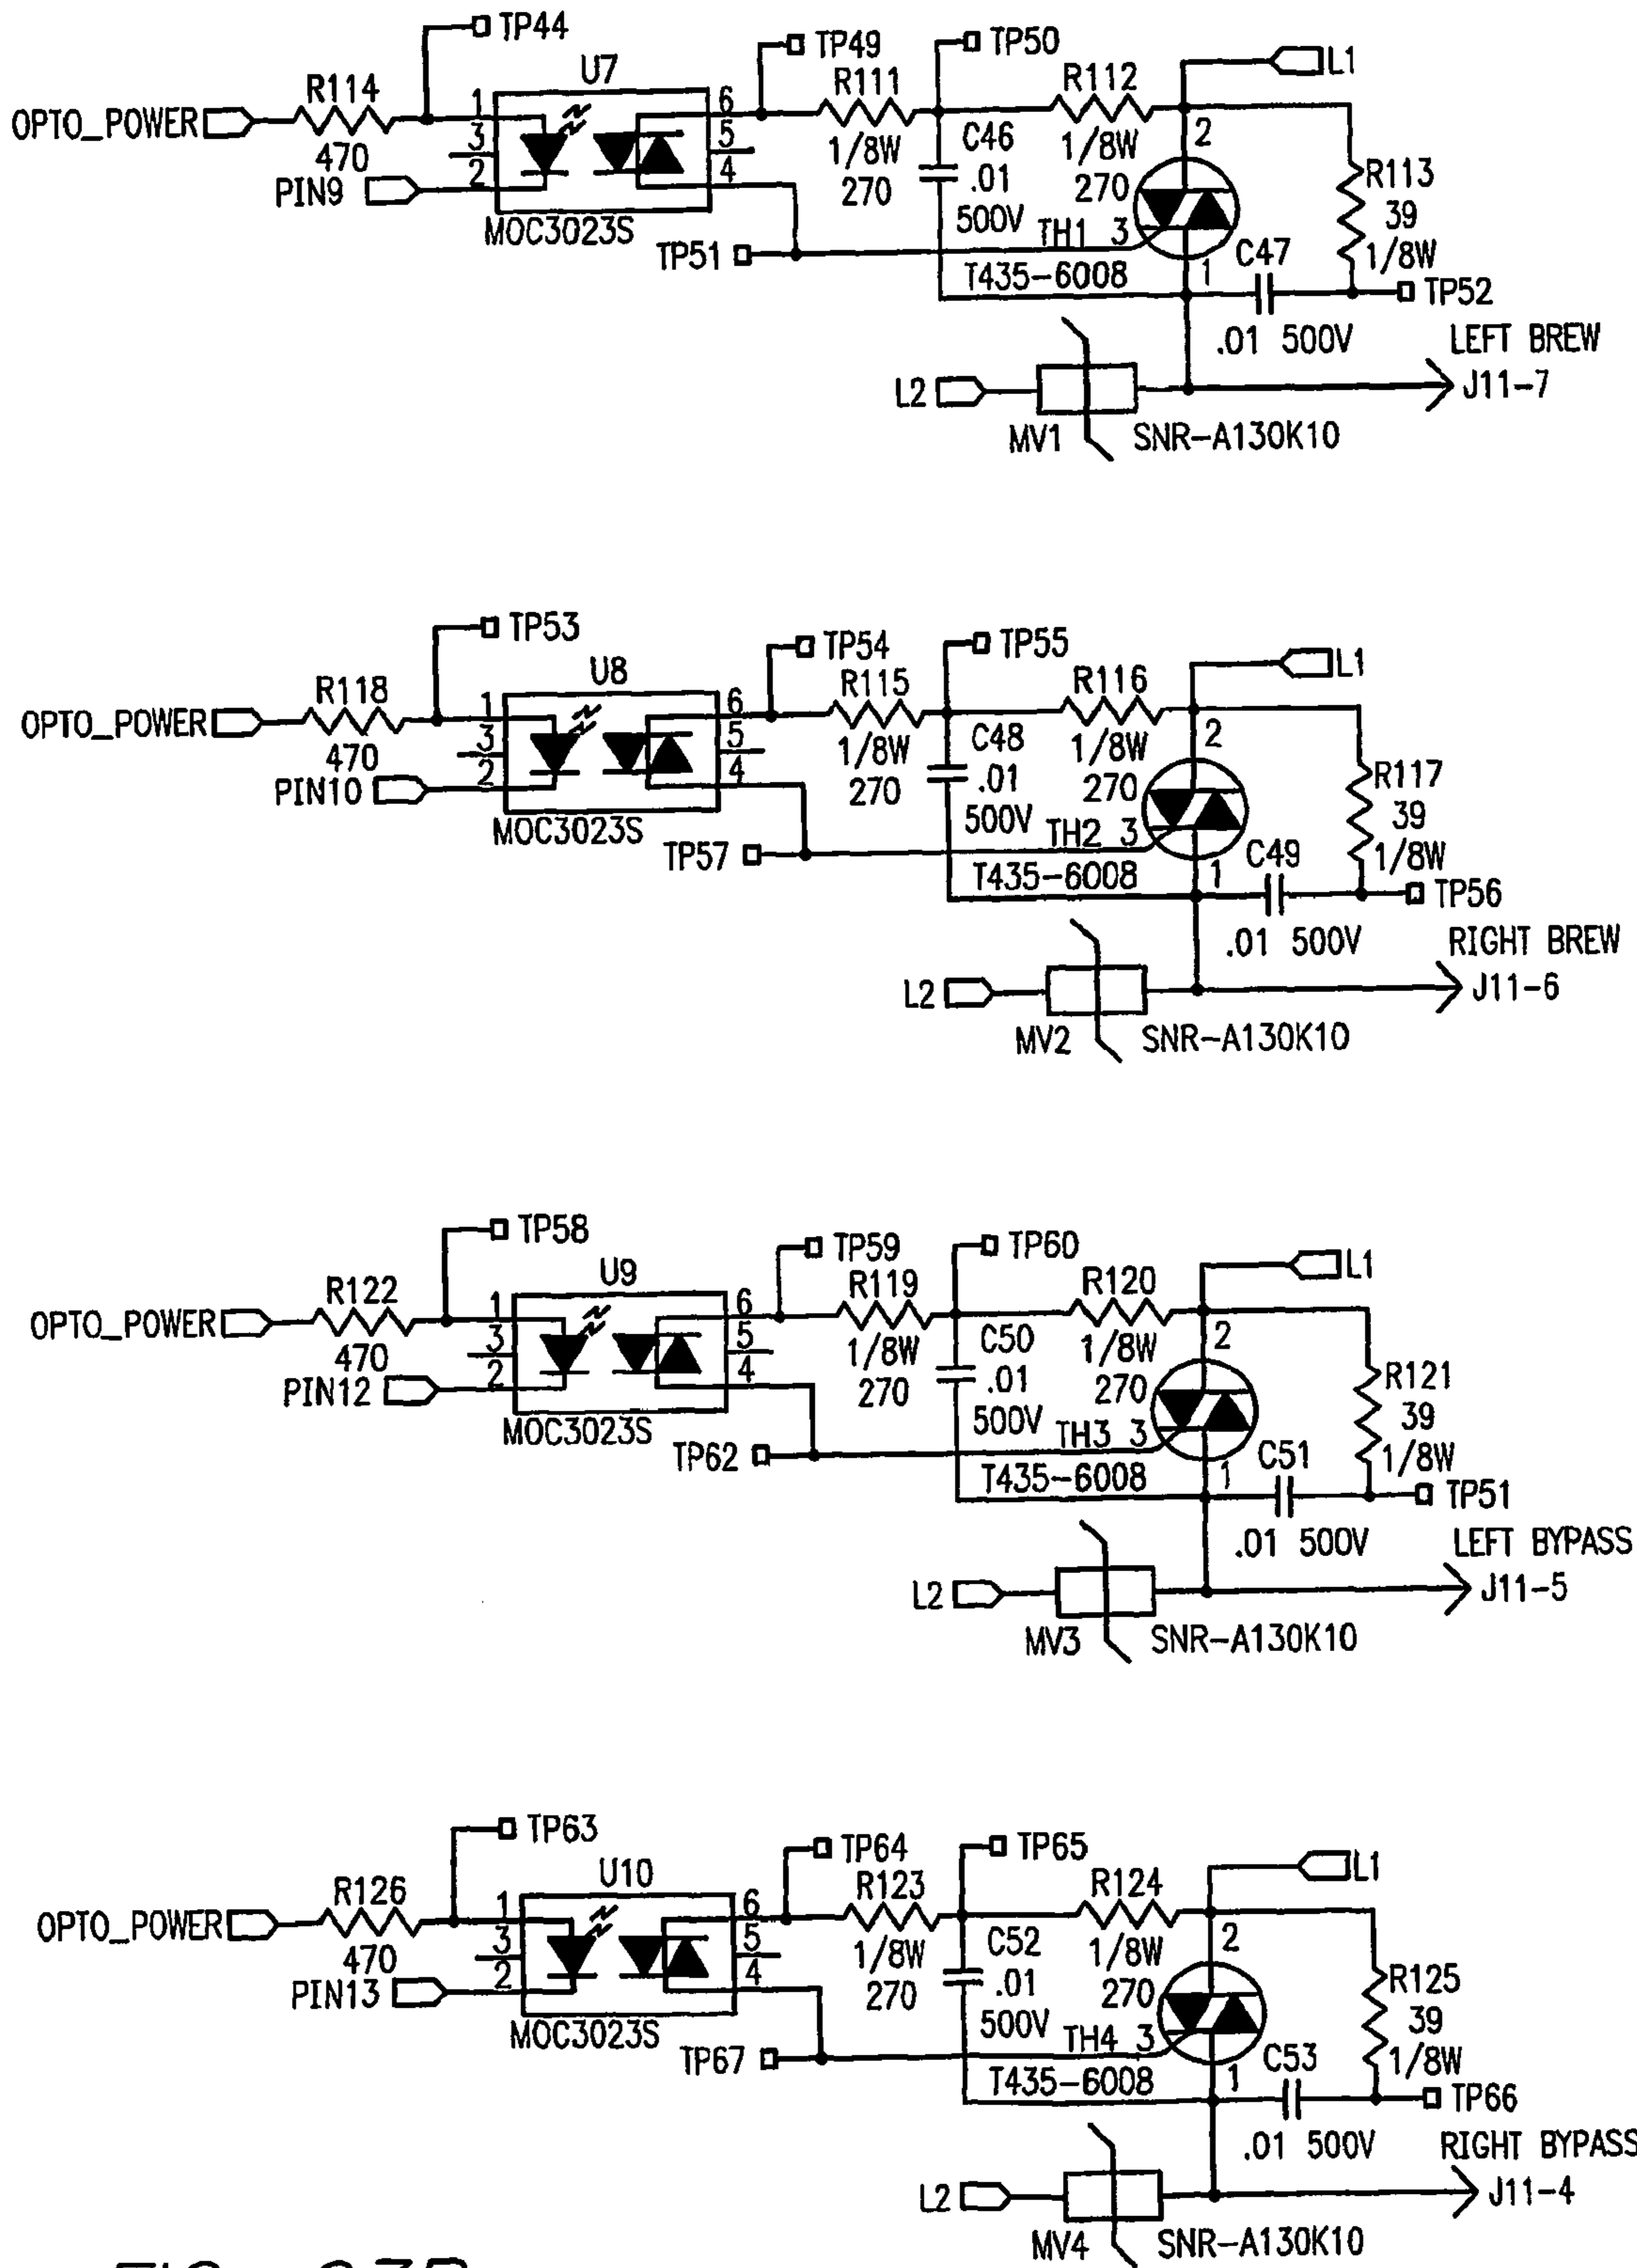 TP44
TP49
TP50
L1
U7
R114
R111
R112
OPTO_POWER
1
6
3
5
2
4
470
PIN9
MOC3023S
1/8W
270
C46
.01
500V
1/8W
270
2
R113
39
1/8W
TP51
TH1 3
T435-6008
1
C47
TP52
.01 500V
LEFT BREW
L2
J11-7
MV1
SNR-A130K10
TP53
TP54
TP55
L1
U8
R118
R115
R116
OPTO_POWER
1
6
3
5
2
4
470
PIN10
MOC3023S
1/8W
270
C48
.01
500V
1/8W
270
2
R117
39
1/8W
TP57
TH2 3
T435-6008
1
C49
TP56
.01 500V
RIGHT BREW
L2
J11-6
MV2
SNR-A130K10
TP58
TP59
TP60
L1
U9
R122
R119
R120
OPTO_POWER
1
6
3
5
2
4
470
PIN12
MOC3023S
1/8W
270
C50
.01
500V
1/8W
270
2
R121
39
1/8W
TP62
TH3 3
T435-6008
1
C51
TP51
.01 500V
LEFT BYPASS
L2
J11-5
MV3
SNR-A130K10
TP63
TP64
TP65
L1
U10
R126
R123
R124
OPTO_POWER
1
6
3
5
2
4
470
PIN13
MOC3023S
1/8W
270
C52
.01
500V
1/8W
270
2
R125
39
1/8W
TP67
TH4 3
T435-6008
1
C53
TP66
.01 500V
RIGHT BYPASS
L2
J11-4
MV4
SNR-A130K10